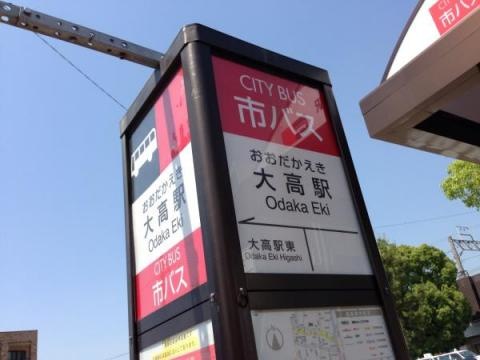 おおだかえき
大高駅
Odaka Eki
CITY BUS
市バス
CITY BUS
市バス
おおだかえき
大高駅
Odaka Eki
大高駅東
Odaka Eki Higashi